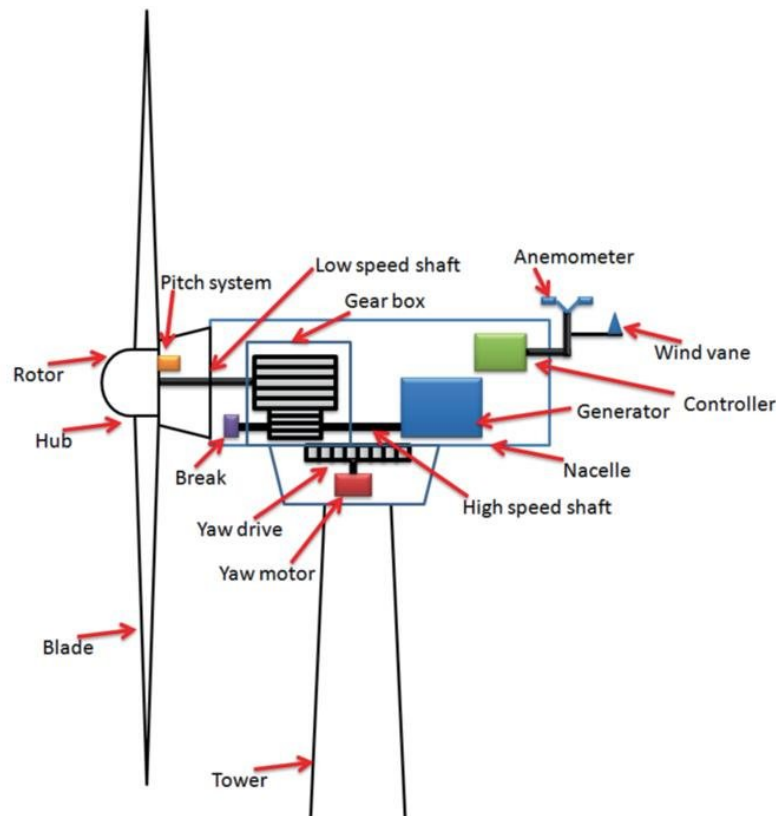 Anemometer
Low speed shaft
Pitch system
Gear box
Wind vane
Rotor
Controller
Generator
Hub
Nacelle
Break
High speed shaft
Yaw drive
Yaw motor
Blade
Tower